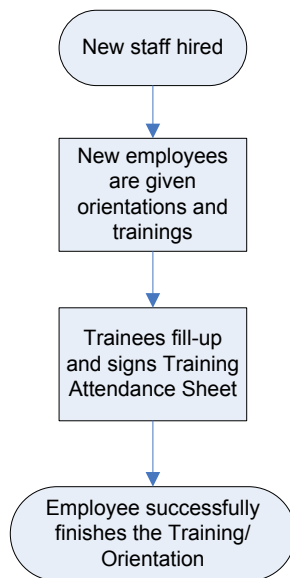 New staff hired
New employees
are given
orientations and
trainings
Trainees fill-up
and signs Training
Attendance Sheet
Employee successfully
finishes the Training/
Orientation